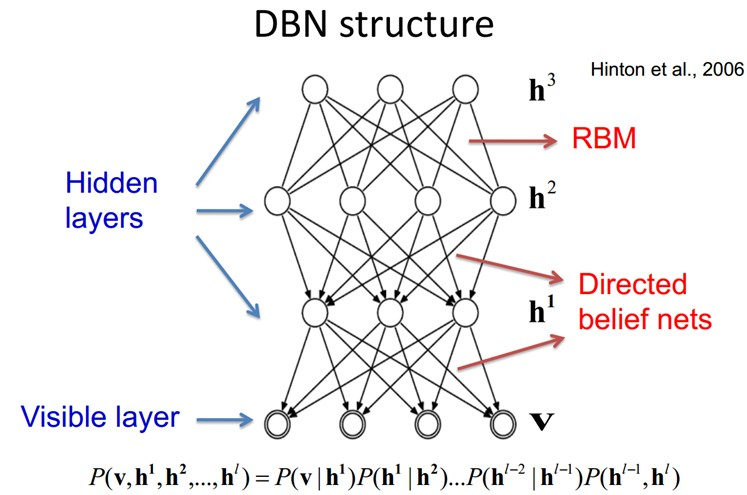 DBN structure
Hinton et al., 2006
h³
RBM
Hidden
layers
h²
Directed
belief nets
h¹
Visible layer
v
P(v,h¹,h²,...,hˡ) = P(v | h¹)P(h¹ | h²)...P(hˡ⁻² | hˡ⁻¹)P(hˡ⁻¹,hˡ)